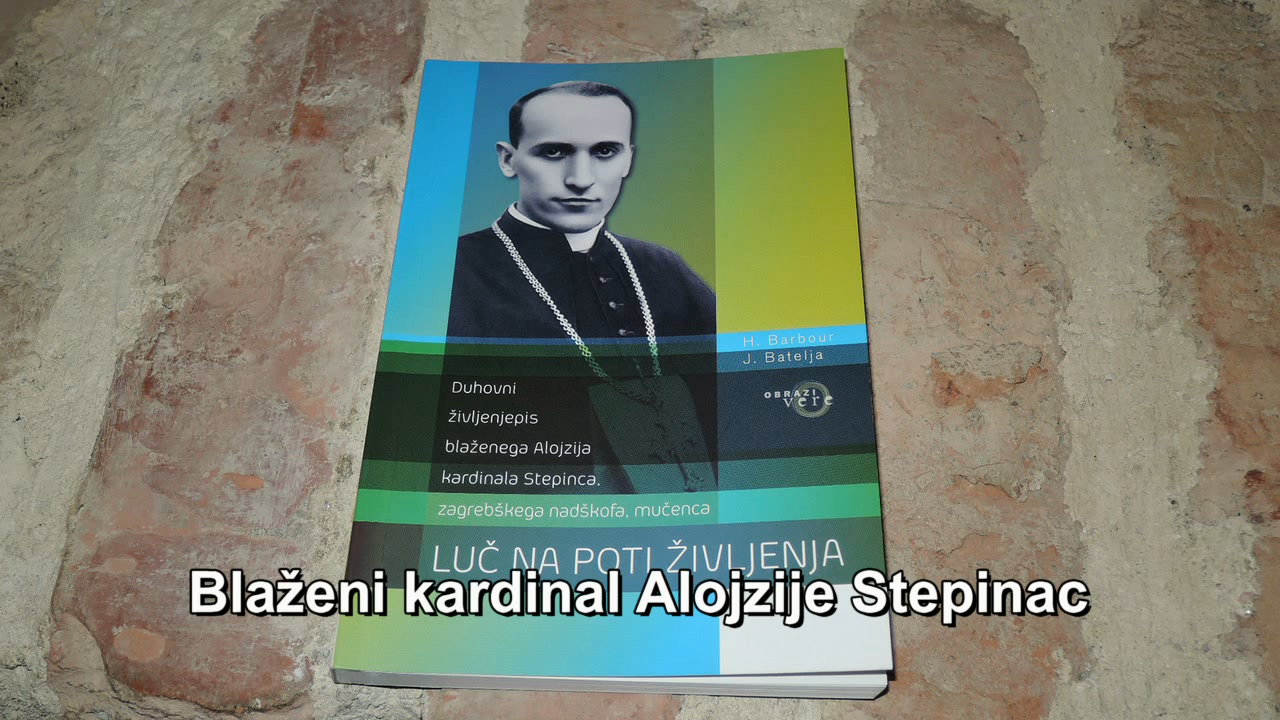 H. Barbour
J. Batelja
OBRAZI
vere
Duhovni
življenjepis
blaženega Alojzija
kardinala Stepinca,
zagrebškega nadškofa, mučenca
LUČ NA POTI ŽIVLJENJA
Blaženi kardinal Alojzije Stepinac